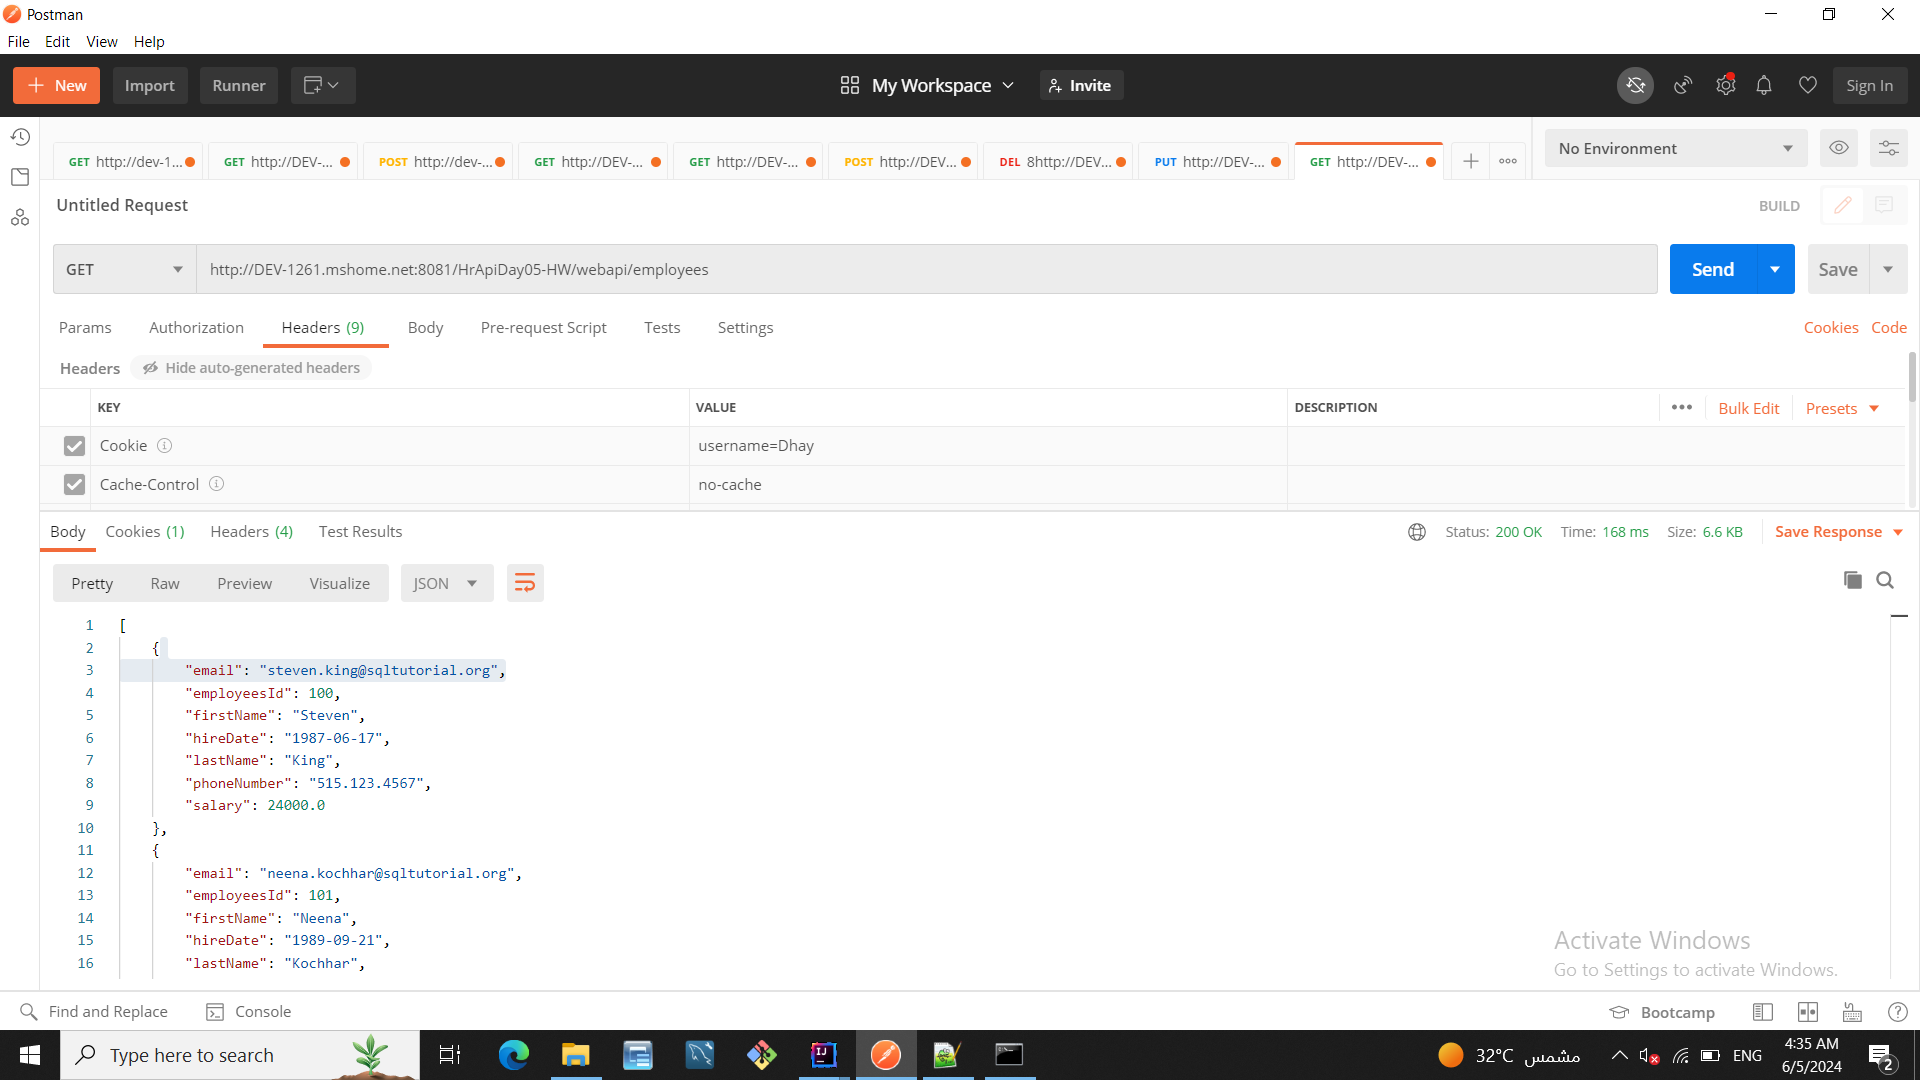 Postman
File Edit View Help
New Import Runner My Workspace Invite Sign In
GET http://dev-1... GET http://DEV-... POST http://dev-... GET http://DEV-... GET http://DEV-... POST http://DEV... DEL 8http://DEV... PUT http://DEV-... GET http://DEV-... No Environment
Untitled Request BUILD
GET http://DEV-1261.mshome.net:8081/HrApiDay05-HW/webapi/employees Send Save
Params Authorization Headers (9) Body Pre-request Script Tests Settings Cookies Code
Headers Hide auto-generated headers
KEY VALUE DESCRIPTION Bulk Edit Presets
Cookie username=Dhay
Cache-Control no-cache
Body Cookies (1) Headers (4) Test Results Status: 200 OK Time: 168 ms Size: 6.6 KB Save Response
Pretty Raw Preview Visualize JSON
1 [
2 {
3 "email": "steven.king@sqltutorial.org",
4 "employeesId": 100,
5 "firstName": "Steven",
6 "hireDate": "1987-06-17",
7 "lastName": "King",
8 "phoneNumber": "515.123.4567",
9 "salary": 24000.0
10 },
11 {
12 "email": "neena.kochhar@sqltutorial.org",
13 "employeesId": 101,
14 "firstName": "Neena",
15 "hireDate": "1989-09-21",
16 "lastName": "Kochhar",
Activate Windows
Go to Settings to activate Windows.
Find and Replace Console Bootcamp
Type here to search 32°C مشمس ENG 4:35 AM
6/5/2024 2